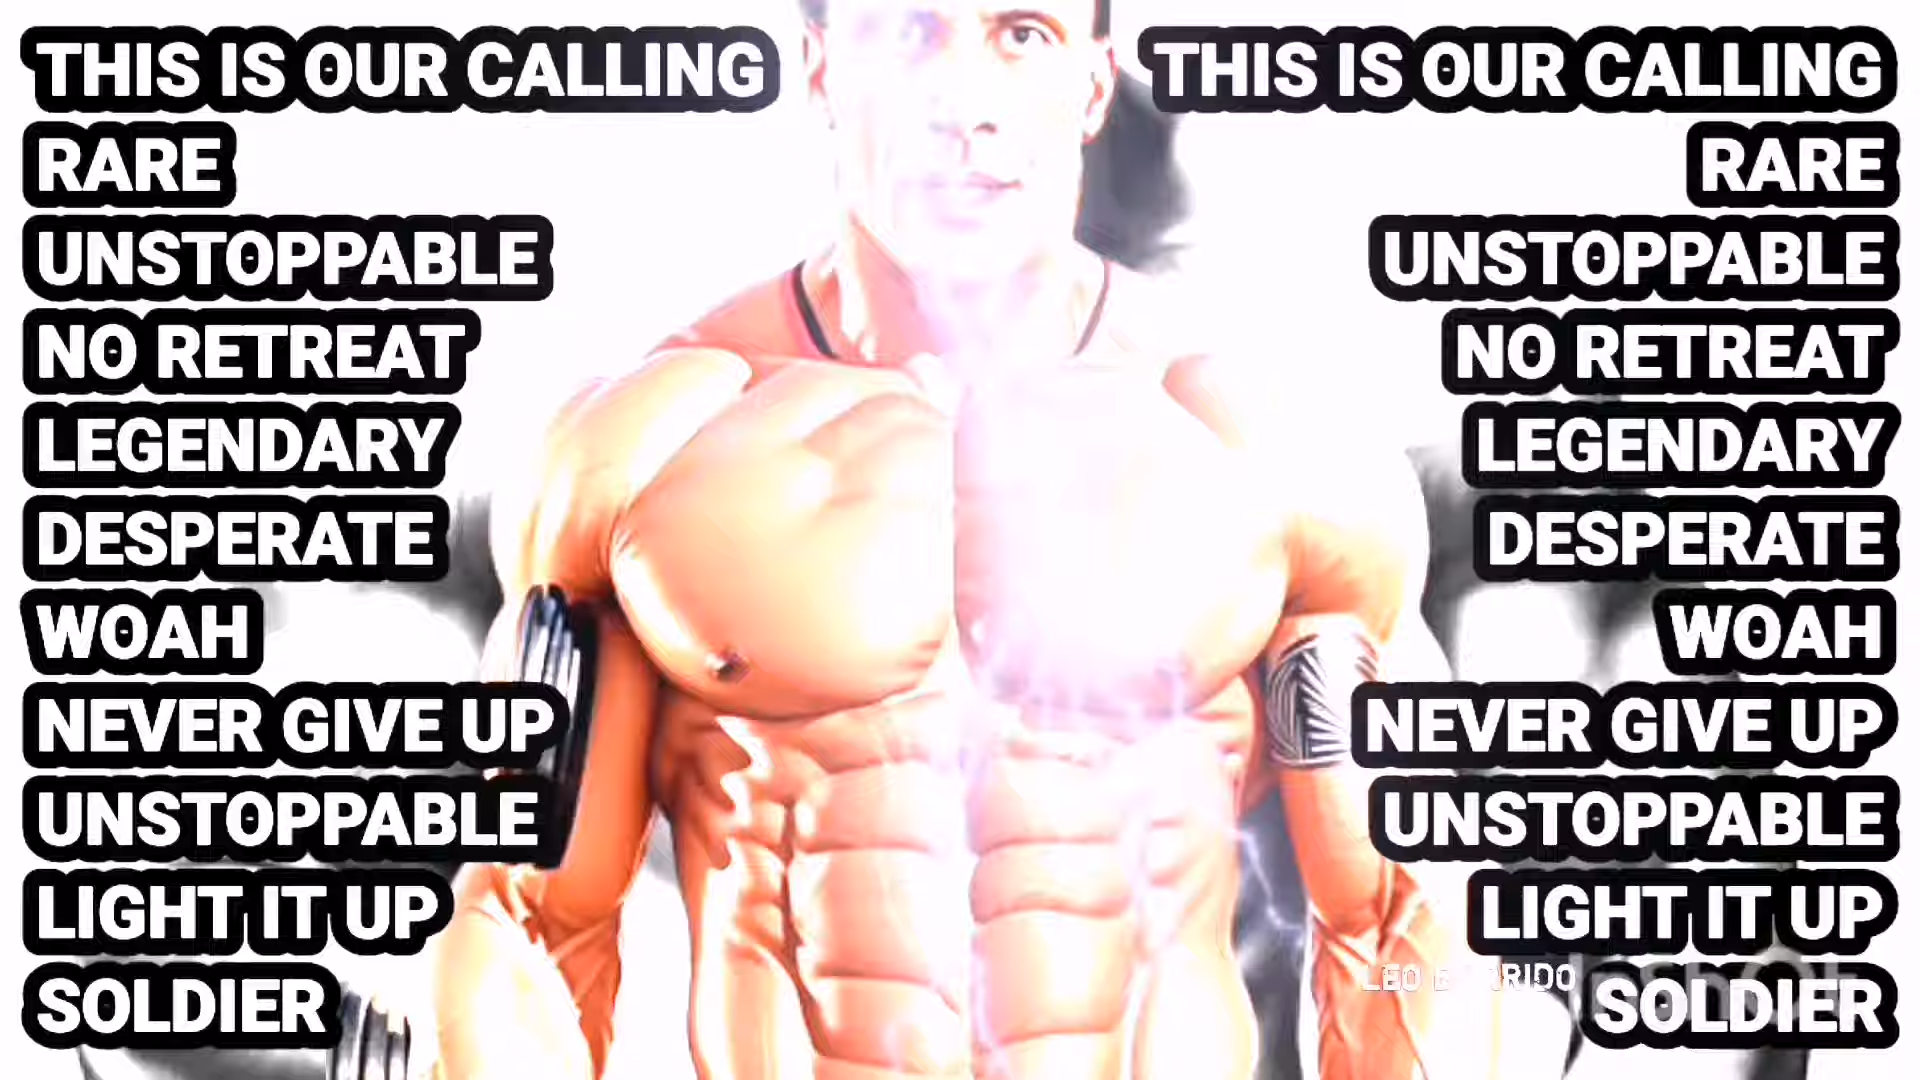 THIS IS OUR CALLING
RARE
UNSTOPPABLE
NO RETREAT
LEGENDARY
DESPERATE
WOAH
NEVER GIVE UP
UNSTOPPABLE
LIGHT IT UP
SOLDIER
THIS IS OUR CALLING
RARE
UNSTOPPABLE
NO RETREAT
LEGENDARY
DESPERATE
WOAH
NEVER GIVE UP
UNSTOPPABLE
LIGHT IT UP
SOLDIER
LEO